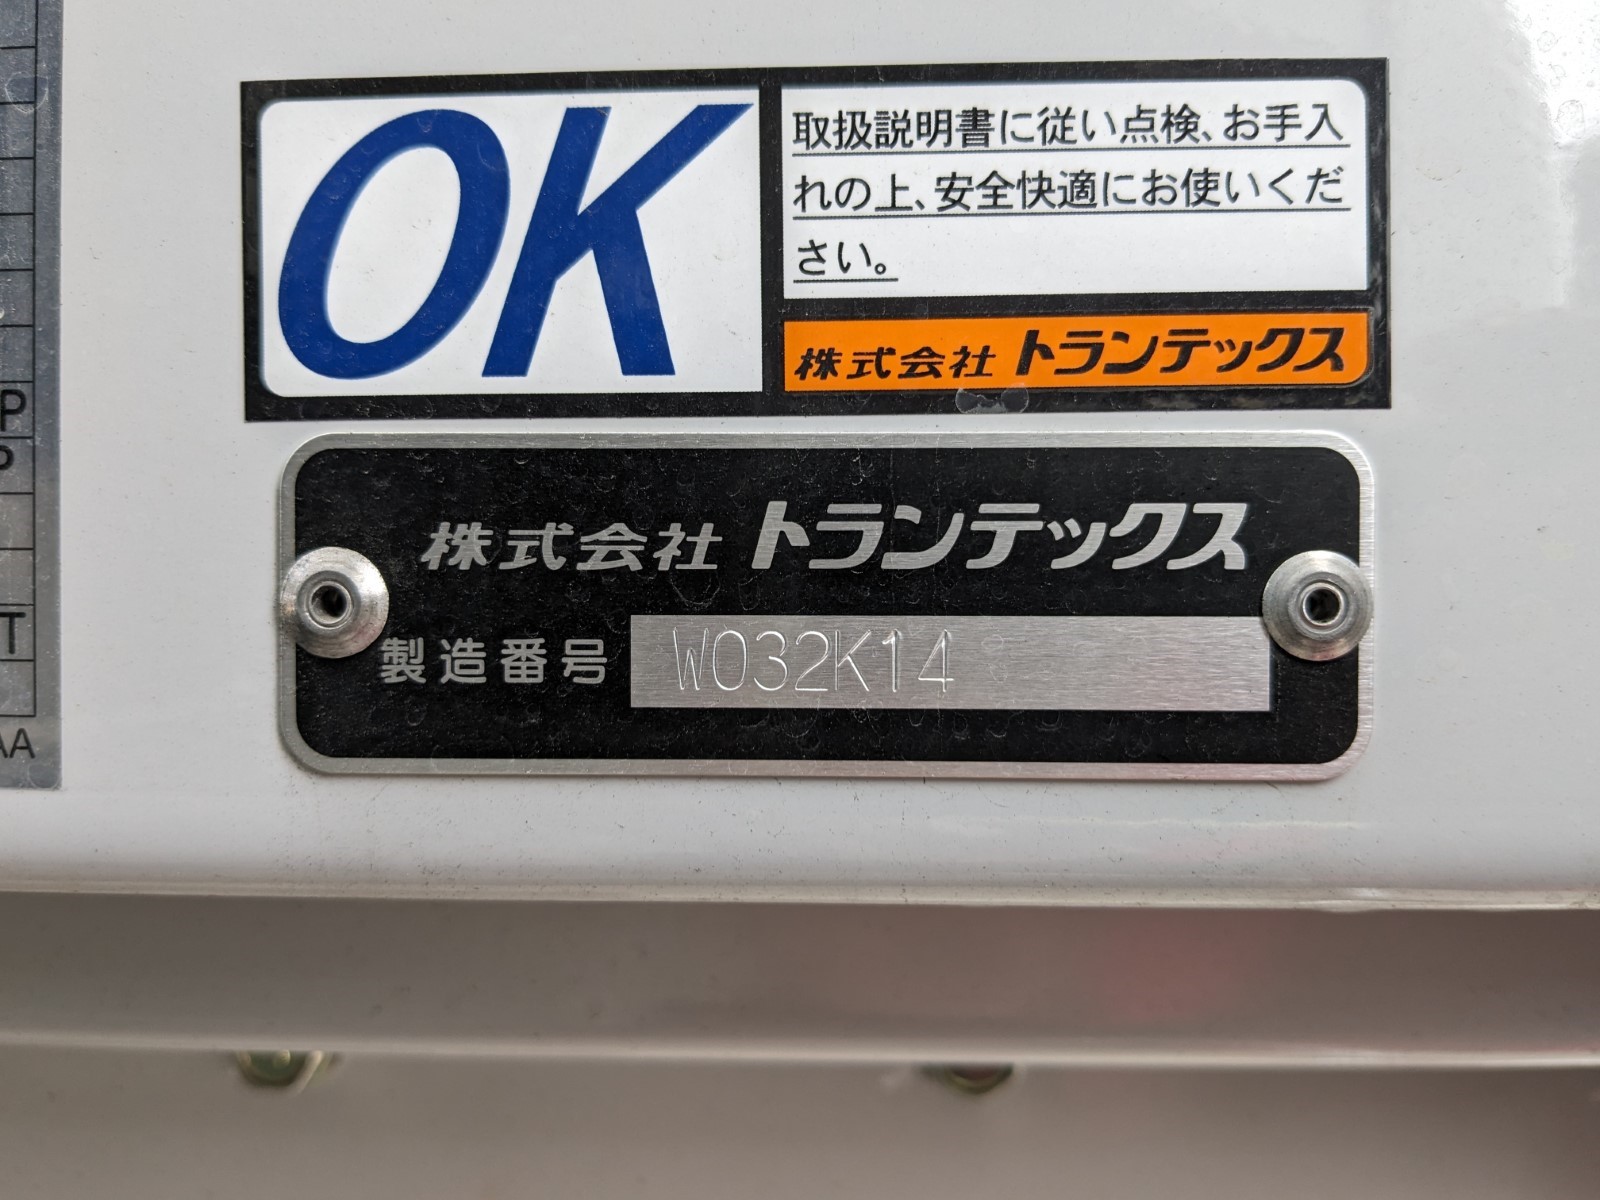 OK
取扱説明書に従い点検、お手入
れの上、安全快適にお使いくだ
さい。
株式会社 トランテックス
株式会社 トランテックス
製造番号 W032K14
P
P
T
AA